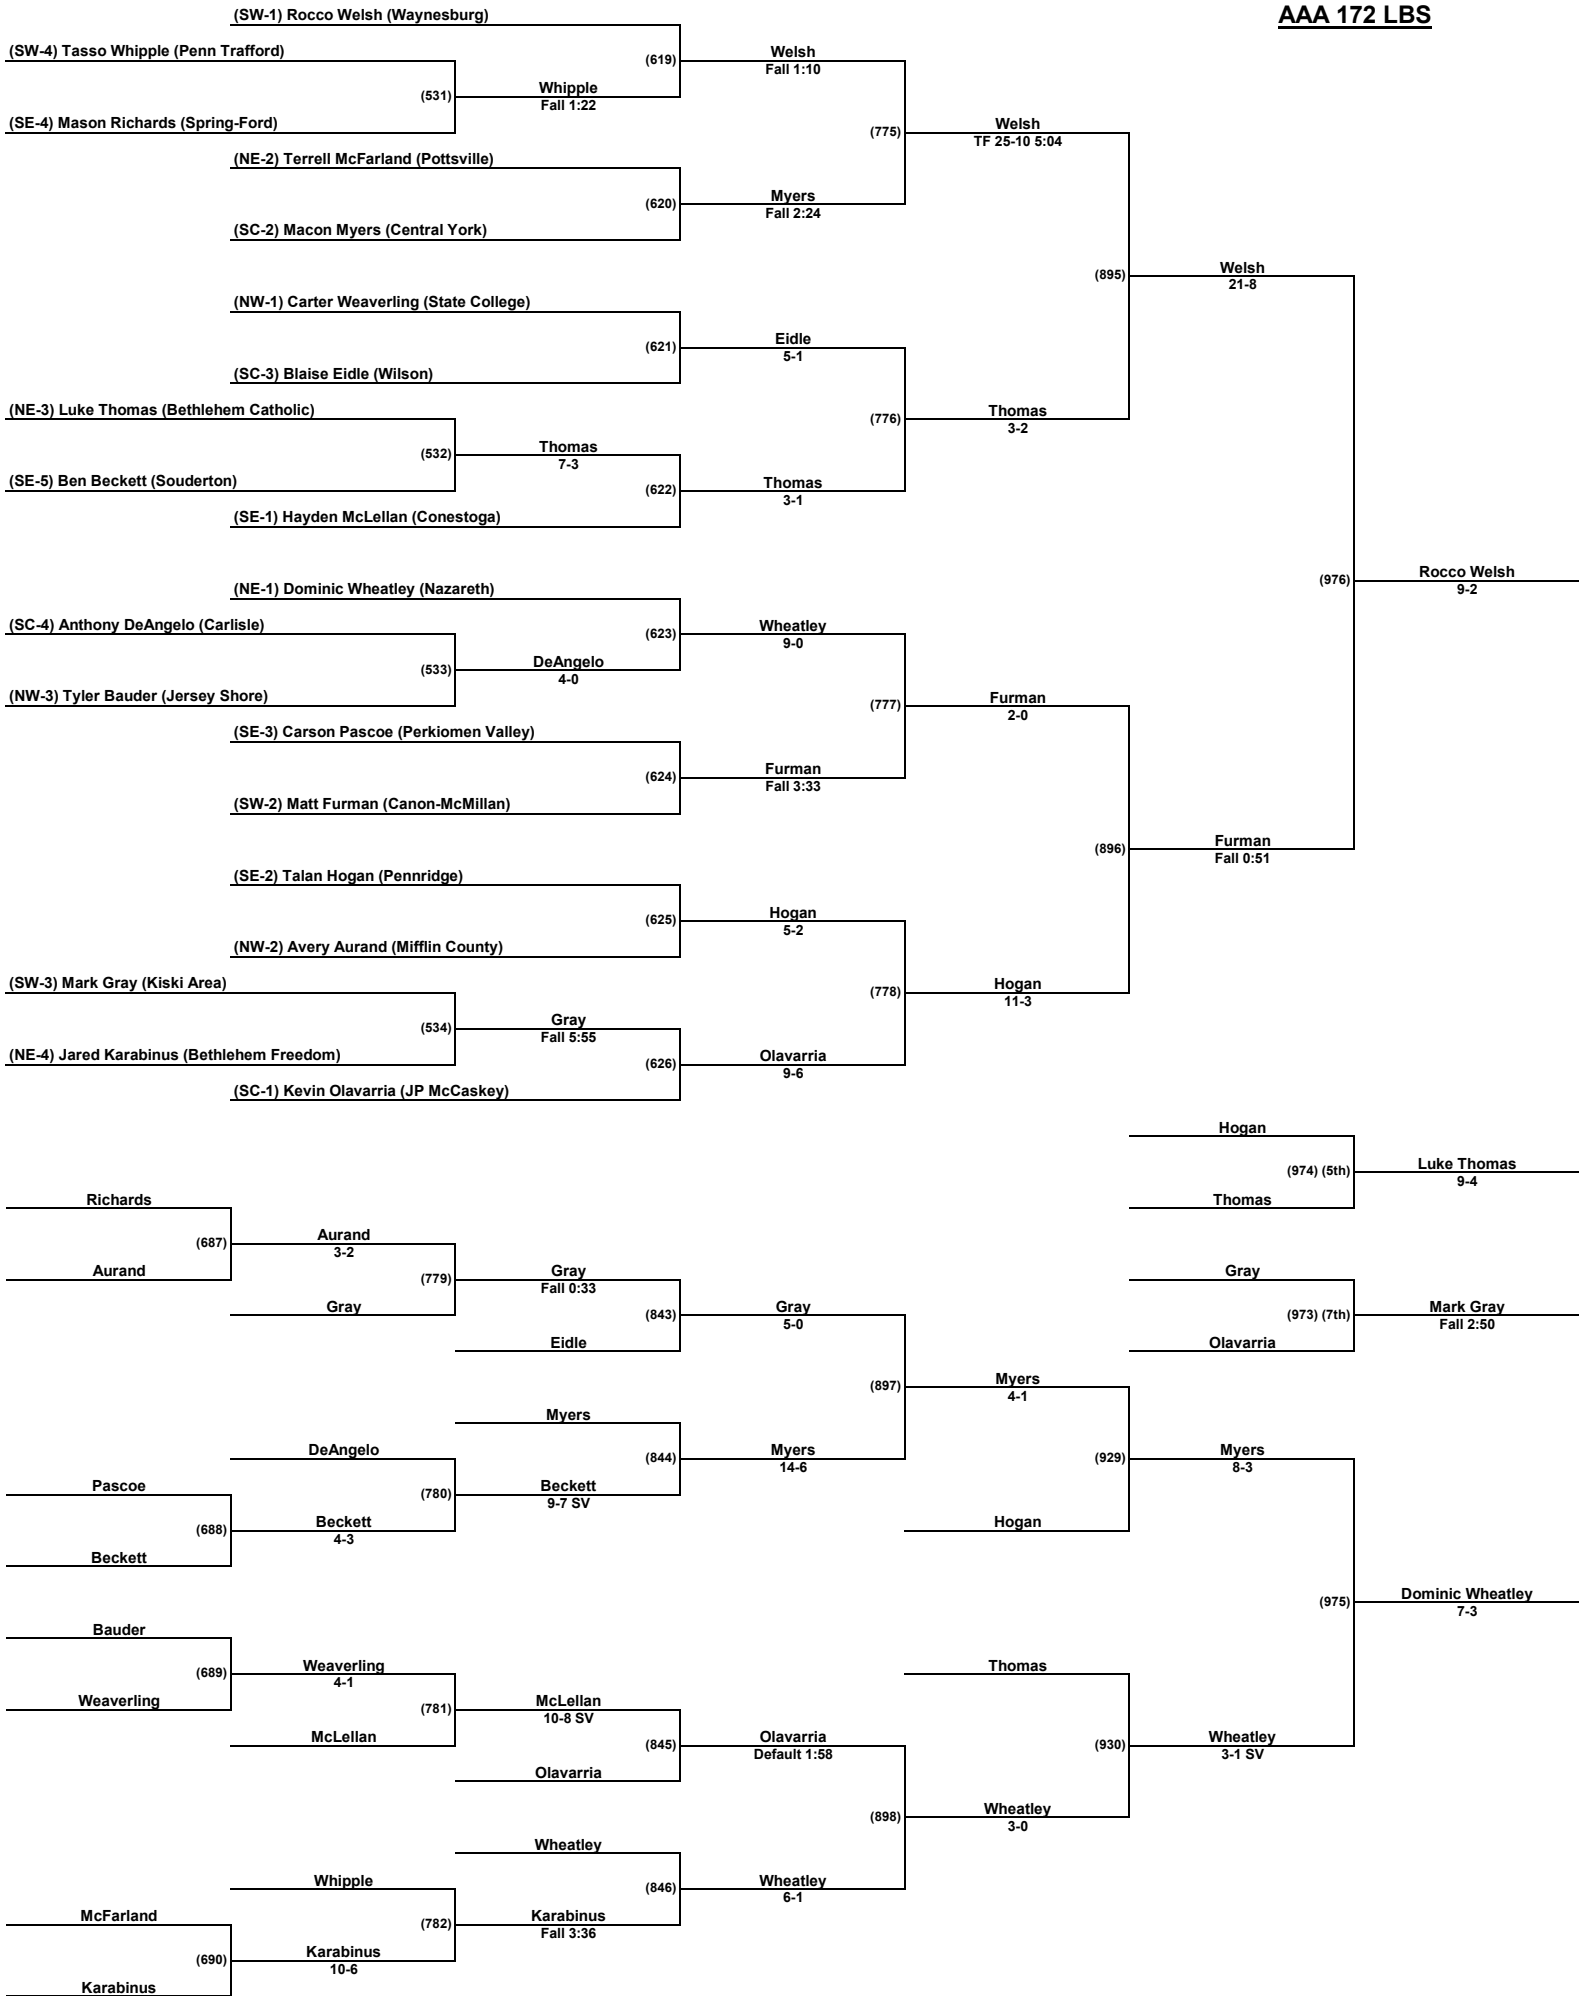 AAA 172 LBS
(SW-1) Rocco Welsh (Waynesburg)
(SW-4) Tasso Whipple (Penn Trafford)
(619)
Welsh
Fall 1:10
(531)
Whipple
Fall 1:22
(SE-4) Mason Richards (Spring-Ford)
(775)
Welsh
TF 25-10 5:04
(NE-2) Terrell McFarland (Pottsville)
(620)
Myers
Fall 2:24
(SC-2) Macon Myers (Central York)
(895)
Welsh
21-8
(NW-1) Carter Weaverling (State College)
(621)
Eidle
5-1
(SC-3) Blaise Eidle (Wilson)
(NE-3) Luke Thomas (Bethlehem Catholic)
(776)
Thomas
3-2
(532)
Thomas
7-3
(SE-5) Ben Beckett (Souderton)
(622)
Thomas
3-1
(SE-1) Hayden McLellan (Conestoga)
(976)
Rocco Welsh
9-2
(NE-1) Dominic Wheatley (Nazareth)
(SC-4) Anthony DeAngelo (Carlisle)
(623)
Wheatley
9-0
(533)
DeAngelo
4-0
(NW-3) Tyler Bauder (Jersey Shore)
(777)
Furman
2-0
(SE-3) Carson Pascoe (Perkiomen Valley)
(624)
Furman
Fall 3:33
(SW-2) Matt Furman (Canon-McMillan)
(896)
Furman
Fall 0:51
(SE-2) Talan Hogan (Pennridge)
(625)
Hogan
5-2
(NW-2) Avery Aurand (Mifflin County)
(SW-3) Mark Gray (Kiski Area)
(778)
Hogan
11-3
(534)
Gray
Fall 5:55
(NE-4) Jared Karabinus (Bethlehem Freedom)
(626)
Olavarria
9-6
(SC-1) Kevin Olavarria (JP McCaskey)
Hogan
(974) (5th)
Luke Thomas
9-4
Thomas
Richards
(687)
Aurand
3-2
Aurand
(779)
Gray
Fall 0:33
Gray
(843)
Gray
5-0
Eidle
Gray
(973) (7th)
Mark Gray
Fall 2:50
Olavarria
(897)
Myers
4-1
Myers
DeAngelo
(844)
Myers
14-6
(929)
Myers
8-3
Pascoe
(780)
Beckett
9-7 SV
(688)
Beckett
4-3
Beckett
Hogan
(975)
Dominic Wheatley
7-3
Bauder
(689)
Weaverling
4-1
Weaverling
(781)
McLellan
10-8 SV
McLellan
(845)
Olavarria
Default 1:58
Olavarria
Thomas
(930)
Wheatley
3-1 SV
(898)
Wheatley
3-0
Wheatley
Whipple
(846)
Wheatley
6-1
McFarland
(782)
Karabinus
Fall 3:36
(690)
Karabinus
10-6
Karabinus